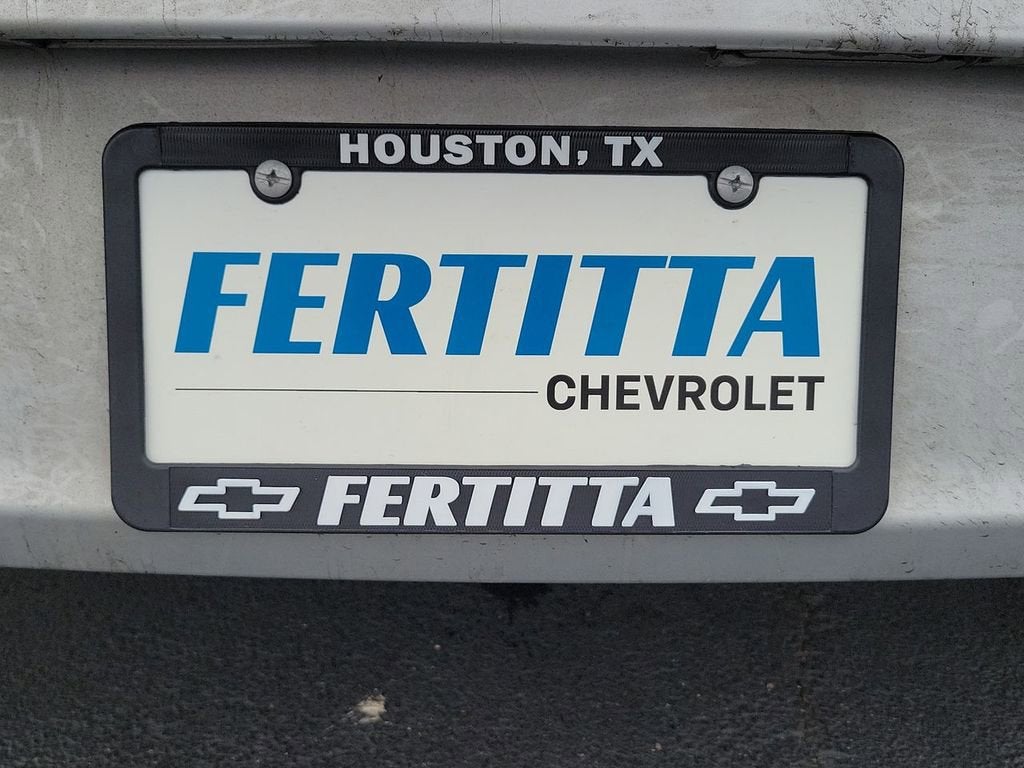 HOUSTON, TX
FERTITTA
CHEVROLET
FERTITTA